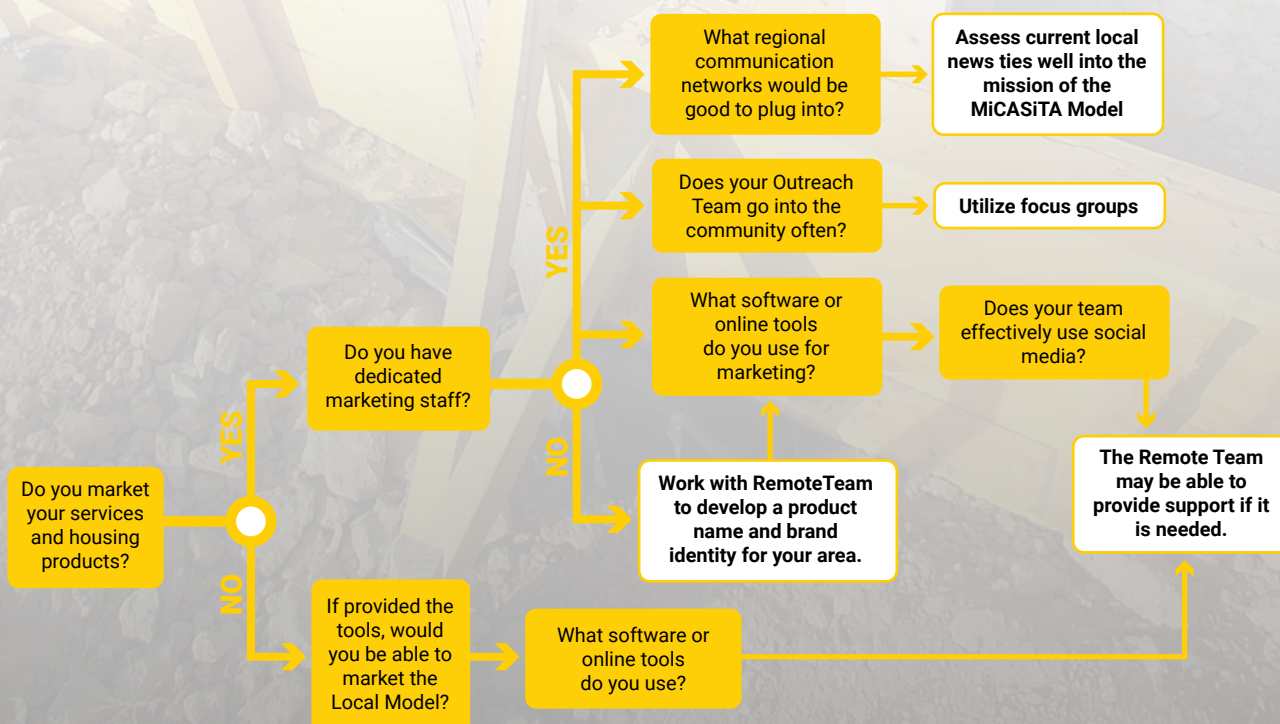 Do you market
your services
and housing
products?
YES
NO
Do you have
dedicated
marketing staff?
YES
NO
What regional
communication
networks would be
good to plug into?
Assess current local
news ties well into the
mission of the
MiCASiTA Model
Does your Outreach
Team go into the
community often?
Utilize focus groups
What software or
online tools
do you use for
marketing?
Does your team
effectively use social
media?
Work with RemoteTeam
to develop a product
name and brand
identity for your area.
The Remote Team
may be able to
provide support if it
is needed.
If provided the
tools, would
you be able to
market the
Local Model?
What software or
online tools
do you use?